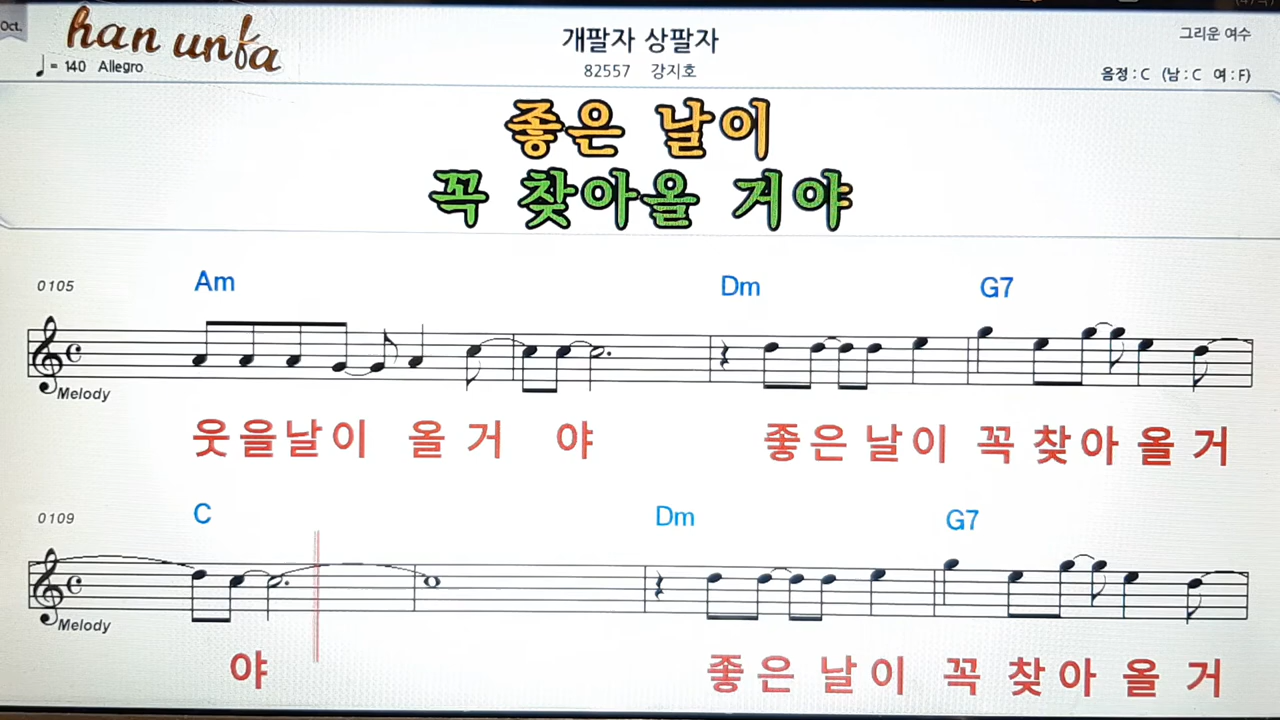 Oct.
han unfa
개팔자 상팔자
그리운 여수
♩= 140 Allegro
82557 강지호
음정 : C (남 : C 여 : F)
좋은 날이
꼭 찾아올 거야
0105 Am Dm G7
Melody
웃을날이 올 거 야 좋은 날이 꼭 찾아 올 거
0109 C Dm G7
Melody
야 좋은 날이 꼭 찾아 올 거